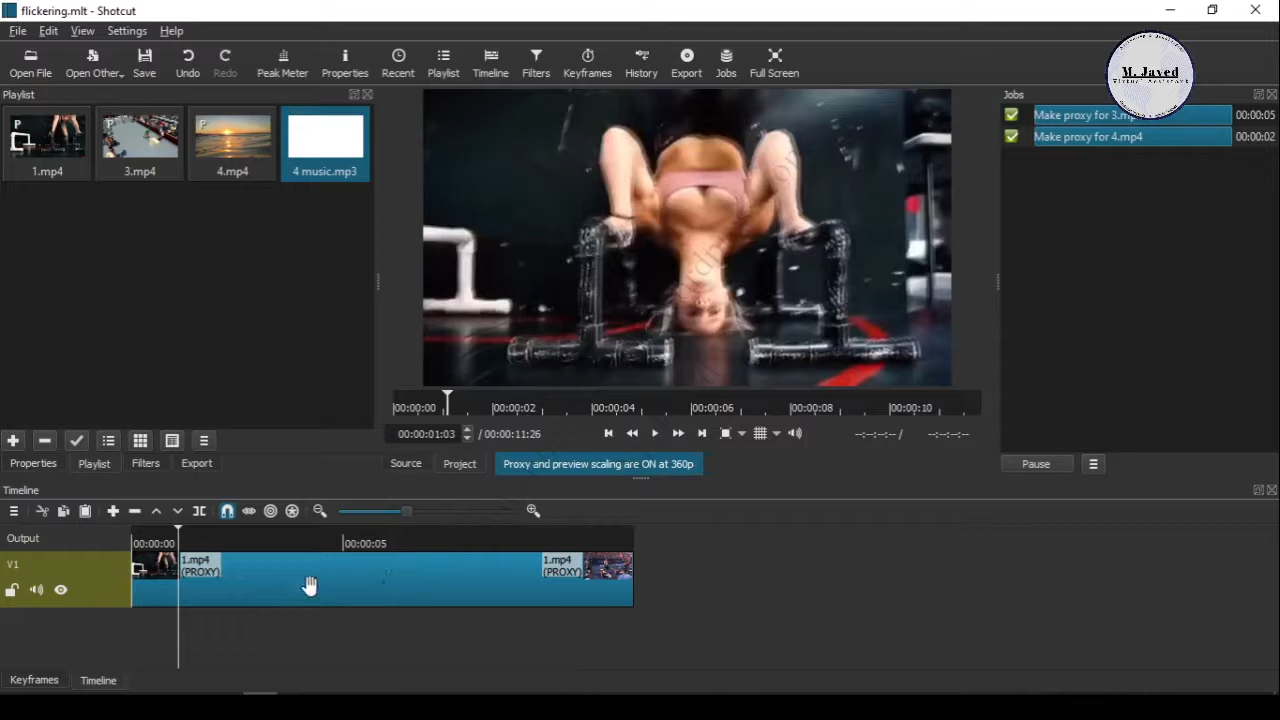 flickering.mlt - Shotcut
File Edit View Settings Help
Open File Open Other.. Save Undo Redo Peak Meter Properties Recent Playlist Timeline Filters Keyframes History Export Jobs Full Screen
M. Javed
Virtual Assistant
Playlist
Jobs
P P P
1.mp4 3.mp4 4.mp4 4 music.mp3
Make proxy for 3.mp 00:00:05
Make proxy for 4.mp4 00:00:02
00:00:00 00:00:02 00:00:04 00:00:06 00:00:08 00:00:10
00:00:01:03 / 00:00:11:26 --:--:--:-- / --:--:--:--
Properties Playlist Filters Export
Source Project Proxy and preview scaling are ON at 360p
Pause
Timeline
Output
00:00:00 00:00:05
V1
1.mp4
(PROXY)
1.mp4
(PROXY)
Keyframes Timeline